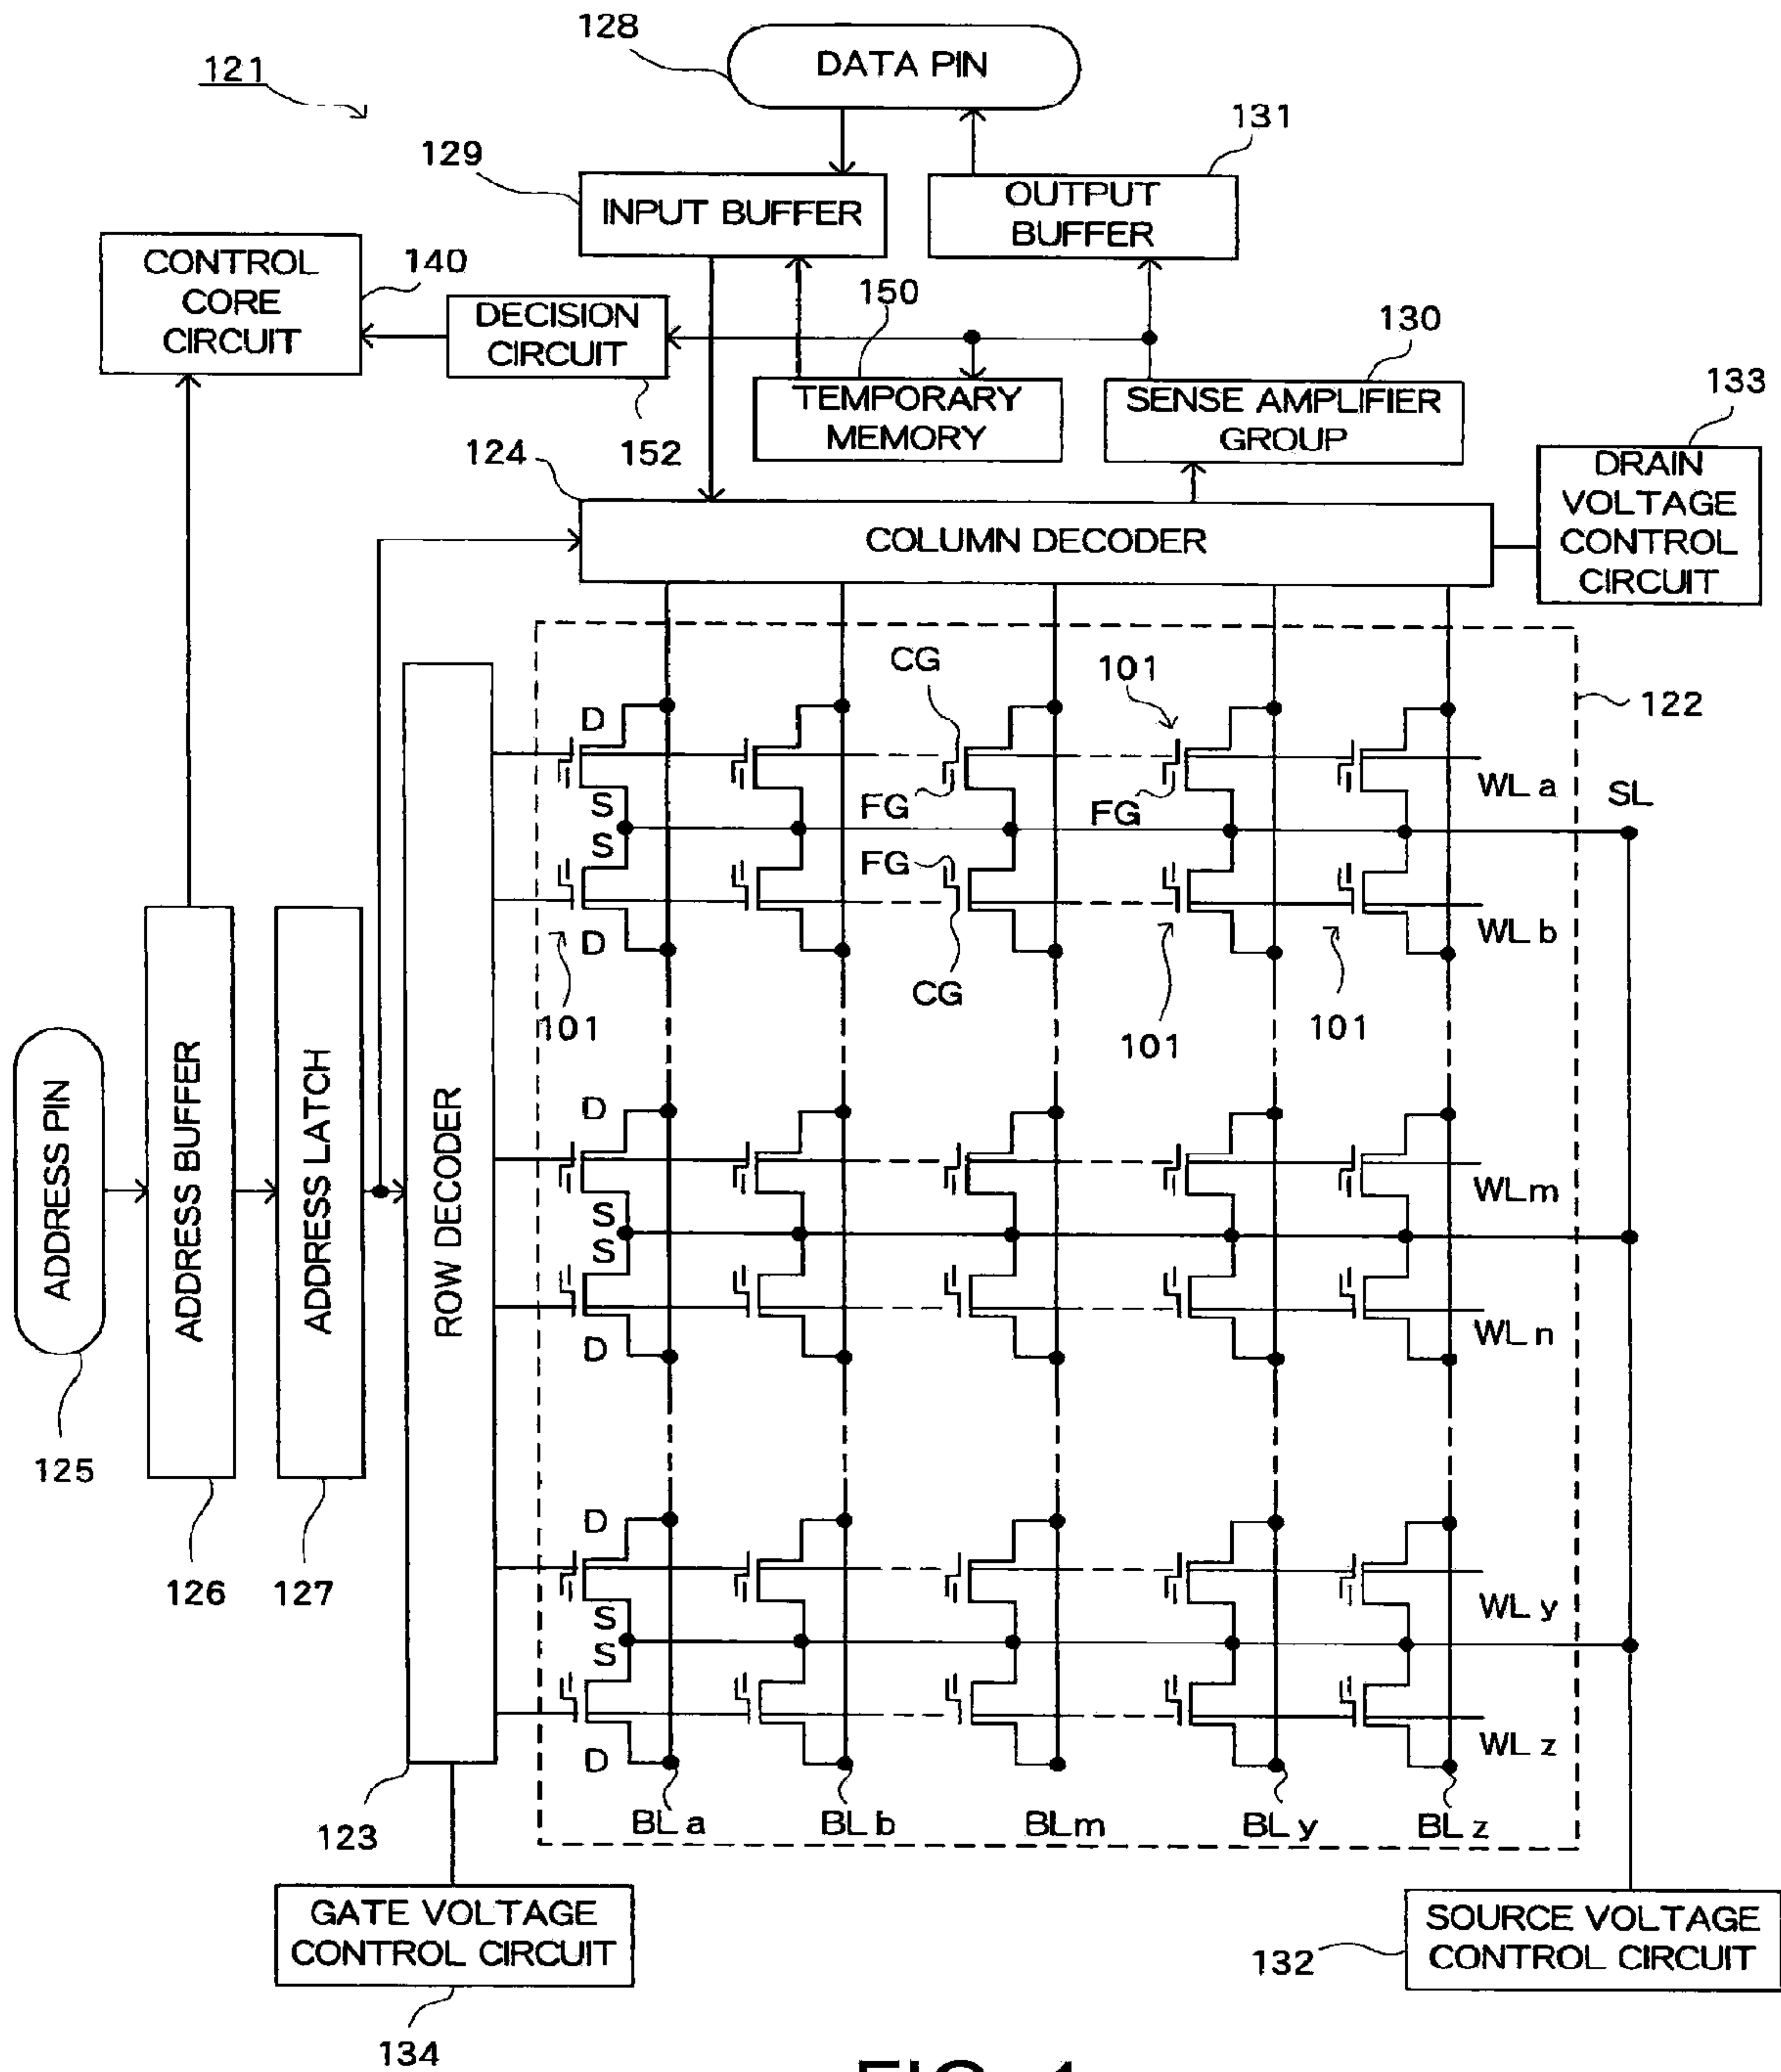 128
DATA PIN
121
131
129
INPUT BUFFER
OUTPUT
BUFFER
CONTROL
CORE
CIRCUIT
140
DECISION
CIRCUIT
150
130
133
TEMPORARY
MEMORY
SENSE AMPLIFIER
GROUP
124
152
DRAIN
VOLTAGE
CONTROL
CIRCUIT
COLUMN DECODER
CG
101
122
D
WL a
SL
S
FG
FG
S
FG
WL b
D
CG
101
101
101
ADDRESS PIN
ADDRESS BUFFER
ADDRESS LATCH
ROW DECODER
D
WLm
S
S
WL n
D
125
126
127
D
WL y
S
S
WL z
D
123
BL a
BL b
BLm
BL y
BL z
GATE VOLTAGE
CONTROL CIRCUIT
134
SOURCE VOLTAGE
CONTROL CIRCUIT
132